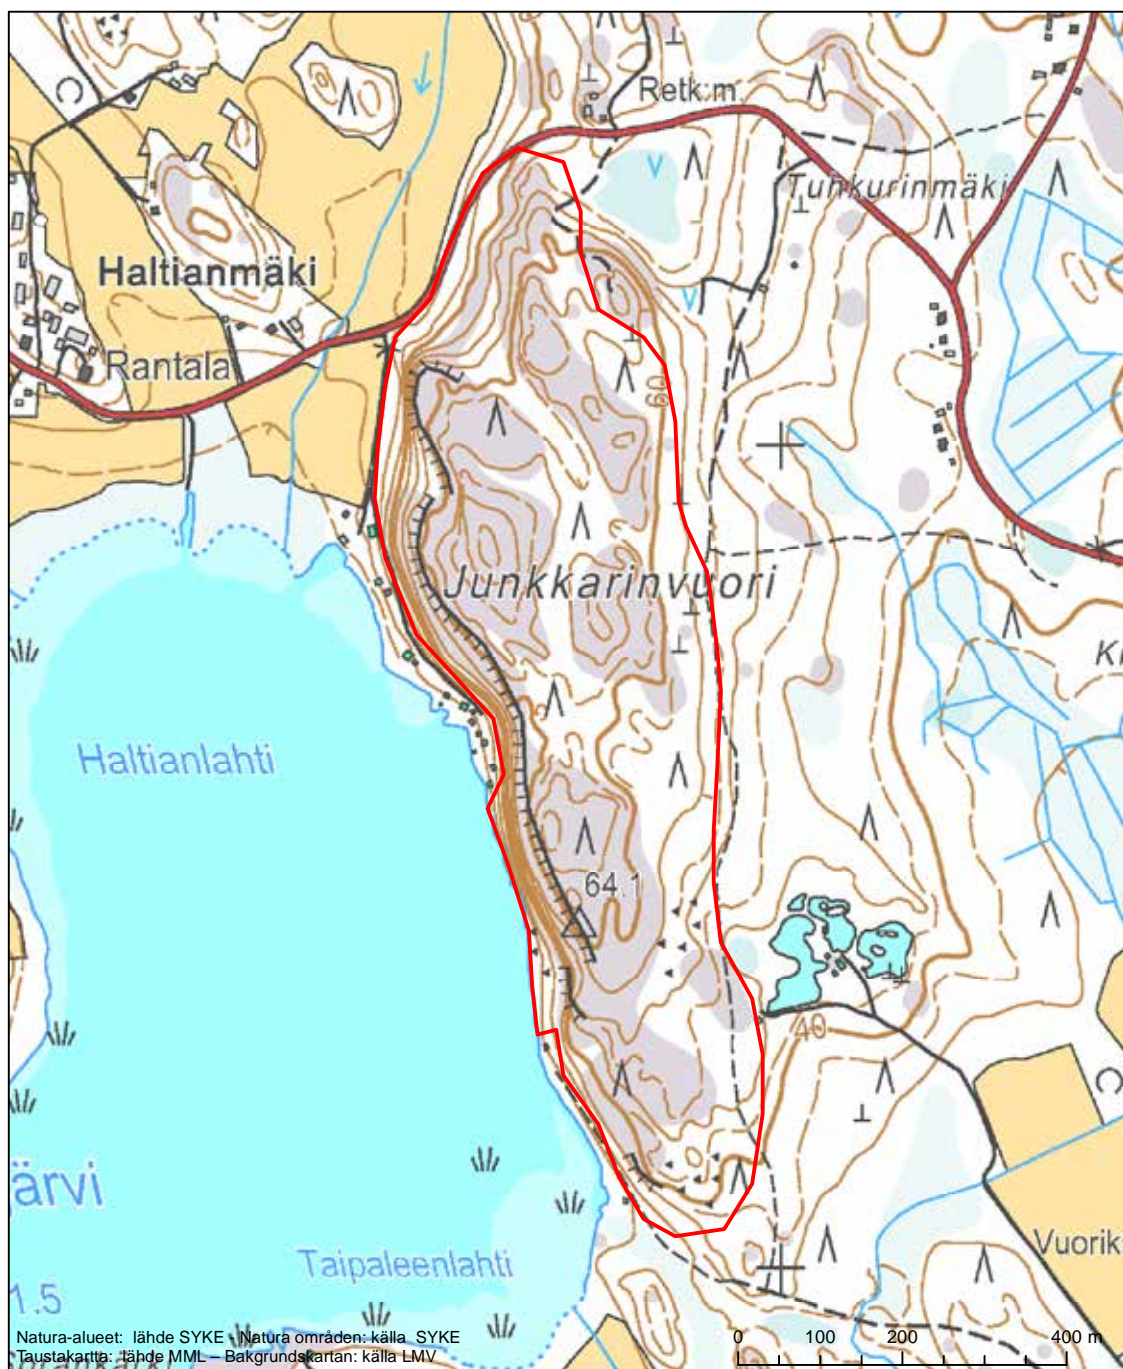 Retk.m.
Tuhkurinmäki
Haltianmäki
Rantala
60
Junkkarinvuori
Haltianlahti
64.1
40
ärvi
Vuorik
Taipaleenlahti
1.5
Natura-alueet: lähde SYKE - Natura områden: källa SYKE
Taustakartta: lähde MML – Bakgrundskartan: källa LMV
0 100 200 400 m